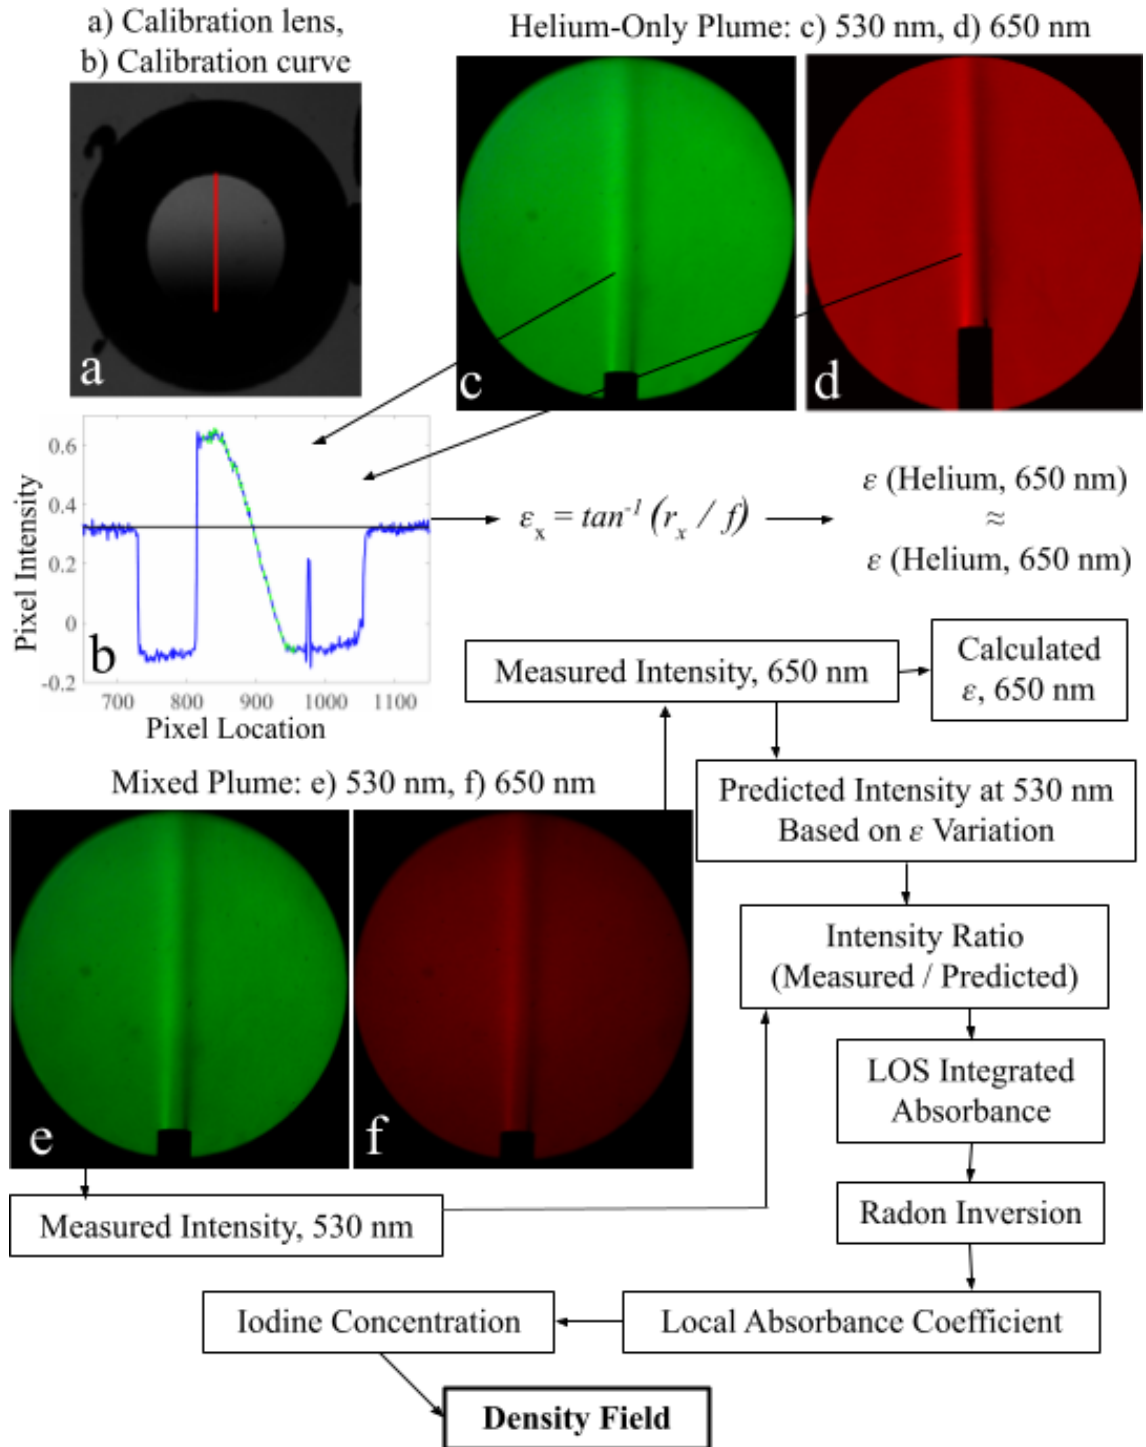 a) Calibration lens,
b) Calibration curve
Helium-Only Plume: c) 530 nm, d) 650 nm
a
c
d
Pixel Intensity
0.6
0.4
0.2
0
-0.2
b
700 800 900 1000 1100
Pixel Location
εx = tan⁻¹ (rx / f)
ε (Helium, 650 nm)
≈
ε (Helium, 650 nm)
Measured Intensity, 650 nm
Calculated
ε, 650 nm
Mixed Plume: e) 530 nm, f) 650 nm
Predicted Intensity at 530 nm
Based on ε Variation
e
f
Intensity Ratio
(Measured / Predicted)
LOS Integrated
Absorbance
Measured Intensity, 530 nm
Radon Inversion
Iodine Concentration
Local Absorbance Coefficient
Density Field